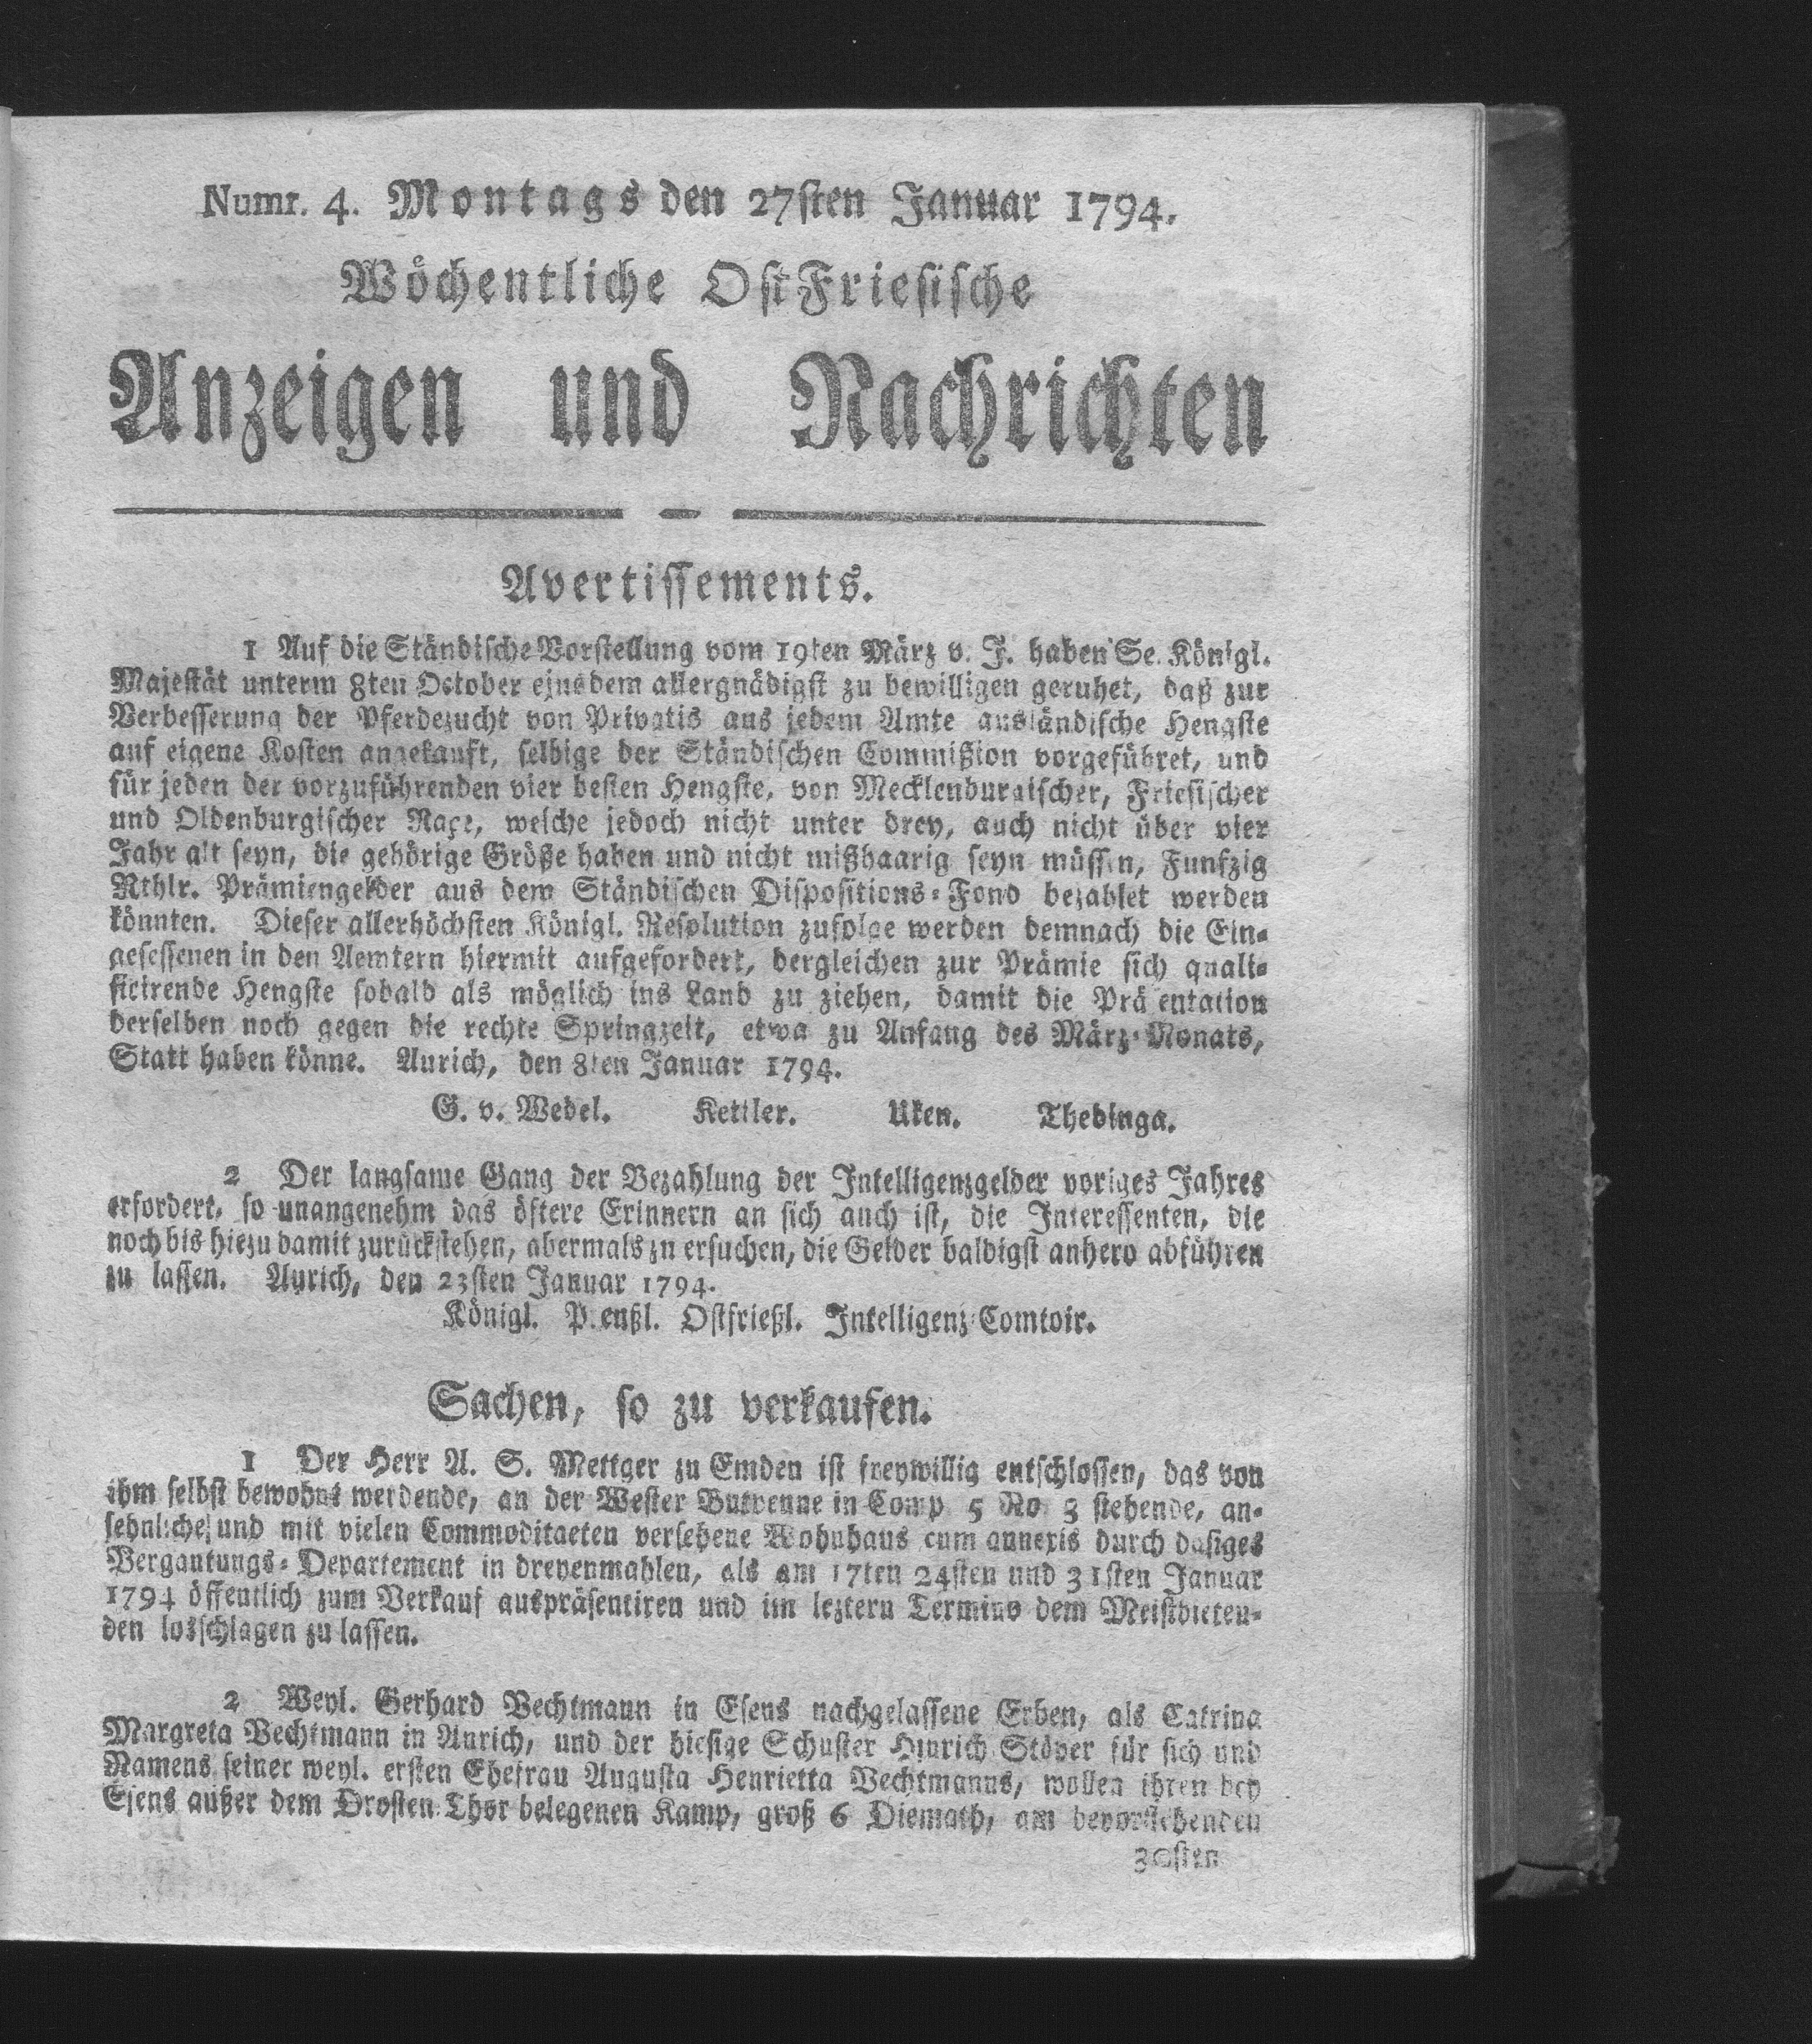 Numr. 4. Montags den 27sten Januar 1794.
Wöchentliche OstFriesische
Anzeigen und Nachrichten
Avertissements.
1 Auf die Ständische Vorstellung vom 19ten März v. J. haben Se. Königl.
Majestät unterm 8ten October ejusdem allergnädigst zu bewilligen geruhet, daß zur
Verbesserung der Pferdezucht von Privatis aus jedem Amte ausländische Hengste
auf eigene Kosten angekauft, selbige der Ständischen Commißion vorgeführet, und
für jeden der vorzuführenden vier besten Hengste, von Mecklenburgischer, Friesischer
und Oldenburgischer Raçe, welche jedoch nicht unter drey, auch nicht über vier
Jahr alt seyn, die gehörige Größe haben und nicht mißhaarig seyn müssen, Funfzig
Rthlr. Prämiengelder aus dem Ständischen Dispositions-Fond bezahlet werden
könnten. Dieser allerhöchsten Königl. Resolution zufolge werden demnach die Ein-
gesessenen in den Aemtern hiermit aufgefordert, dergleichen zur Prämie sich quali-
ficirende Hengste sobald als möglich ins Land zu ziehen, damit die Prä entation
derselben noch gegen die rechte Springzeit, etwa zu Anfang des März-Monats,
Statt haben könne. Aurich, den 8ten Januar 1794.
G. v. Wedel. Kettler. Uken. Thedinga.
2 Der langsame Gang der Bezahlung der Intelligenzgelder voriges Jahres
erfordert, so unangenehm das öftere Erinnern an sich auch ist, die Interessenten, die
noch bis hiezu damit zurückstehen, abermals zu ersuchen, die Gelder baldigst anhero abführen
zu lassen. Aurich, den 23sten Januar 1794.
Königl. P eußl. Ostfrießl. Intelligenz-Comtoir.
Sachen, so zu verkaufen.
1 Der Herr A. S. Mettger zu Emden ist freywillig entschlossen, das von
ihm selbst bewohnt werdende, an der Wester Butvenne in Comp 5 No 3 stehende, an-
sehnliche und mit vielen Commoditaeten versehene Wohnhaus cum annexis durch dasiges
Vergantungs-Departement in dreyenmahlen, als am 17ten 24sten und 31sten Januar
1794 öffentlich zum Verkauf auspräsentiren und im leztern Termino dem Meistbieten-
den losschlagen zu lassen.
2 Weyl. Gerhard Vechtmann in Esens nachgelassene Erben, als Catrina
Margreta Vechtmann in Aurich, und der hiesige Schuster Hinrich Stöver für sich und
Namens seiner weyl. ersten Ehefrau Augusta Henrietta Vechtmanns, wollen ihren bey
Esens außer dem Drosten-Thor belegenen Kamp, groß 6 Diemath, am bevorstehenden
30sten